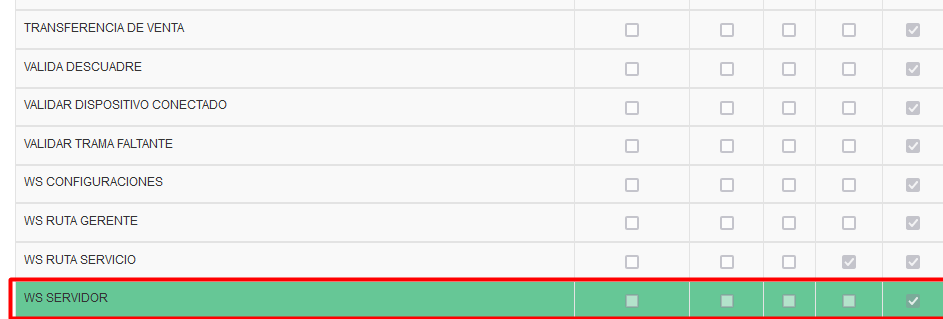 TRANSFERENCIA DE VENTA
VALIDA DESCUADRE
VALIDAR DISPOSITIVO CONECTADO
VALIDAR TRAMA FALTANTE
WS CONFIGURACIONES
WS RUTA GERENTE
WS RUTA SERVICIO
WS SERVIDOR